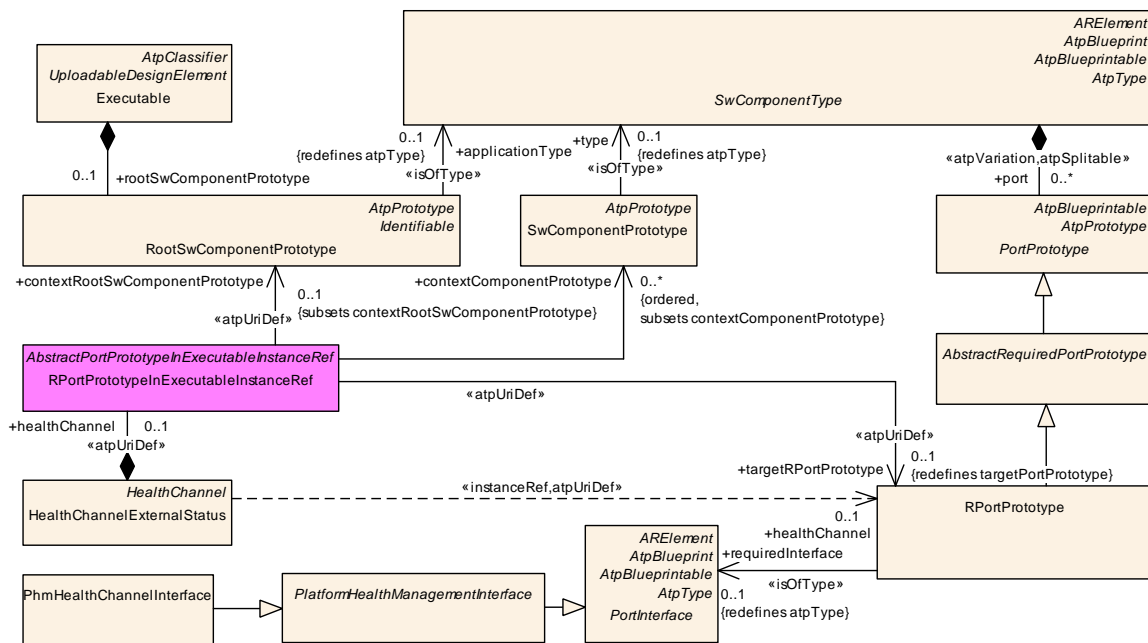 AtpClassifier
UploadableDesignElement
Executable
ARElement
AtpBlueprint
AtpBlueprintable
AtpType
SwComponentType
0..1
+rootSwComponentPrototype
0..1
{redefines atpType}
+applicationType
«isOfType»
+type
0..1
{redefines atpType}
«isOfType»
«atpVariation,atpSplitable»
+port
0..*
AtpPrototype
Identifiable
RootSwComponentPrototype
AtpPrototype
SwComponentPrototype
AtpBlueprintable
AtpPrototype
PortPrototype
+contextRootSwComponentPrototype
0..1
{subsets contextRootSwComponentPrototype}
«atpUriDef»
+contextComponentPrototype
0..*
{ordered,
subsets contextComponentPrototype}
AbstractPortPrototypeInExecutableInstanceRef
RPortPrototypeInExecutableInstanceRef
AbstractRequiredPortPrototype
«atpUriDef»
+healthChannel
0..1
«atpUriDef»
«atpUriDef»
+targetRPortPrototype
0..1
{redefines targetPortPrototype}
HealthChannel
HealthChannelExternalStatus
«instanceRef,atpUriDef»
0..1
+healthChannel
RPortPrototype
ARElement
AtpBlueprint
AtpBlueprintable
AtpType
PortInterface
+requiredInterface
«isOfType»
0..1
{redefines atpType}
PhmHealthChannelInterface
PlatformHealthManagementInterface